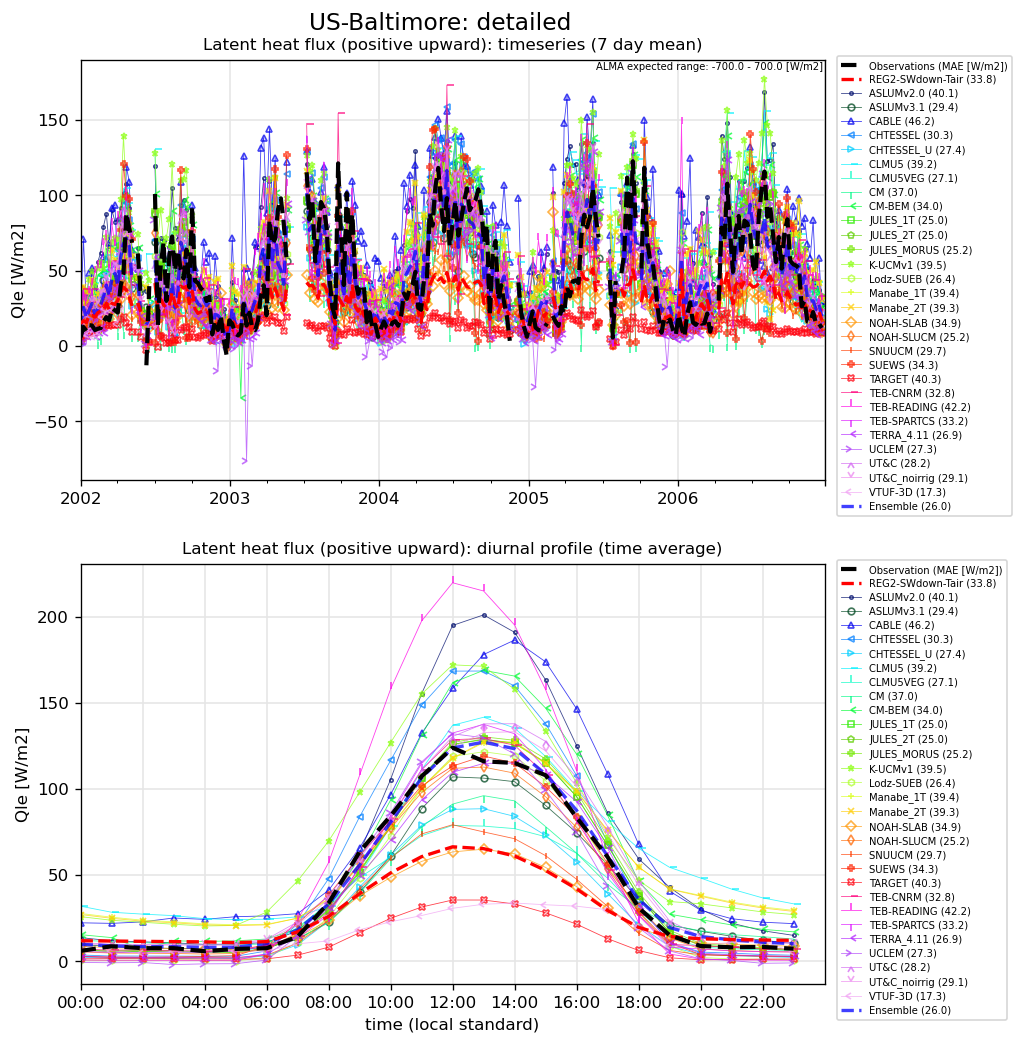 US-Baltimore: detailed
Latent heat flux (positive upward): timeseries (7 day mean)
ALMA expected range: -700.0 - 700.0 [W/m2]
Qle [W/m2]
150
100
50
0
−50
2002
2003
2004
2005
2006
Observations (MAE [W/m2])
REG2-SWdown-Tair (33.8)
ASLUMv2.0 (40.1)
ASLUMv3.1 (29.4)
CABLE (46.2)
CHTESSEL (30.3)
CHTESSEL_U (27.4)
CLMU5 (39.2)
CLMU5VEG (27.1)
CM (37.0)
CM-BEM (34.0)
JULES_1T (25.0)
JULES_2T (25.0)
JULES_MORUS (25.2)
K-UCMv1 (39.5)
Lodz-SUEB (26.4)
Manabe_1T (39.4)
Manabe_2T (39.3)
NOAH-SLAB (34.9)
NOAH-SLUCM (25.2)
SNUUCM (29.7)
SUEWS (34.3)
TARGET (40.3)
TEB-CNRM (32.8)
TEB-READING (42.2)
TEB-SPARTCS (33.2)
TERRA_4.11 (26.9)
UCLEM (27.3)
UT&C (28.2)
UT&C_noirrig (29.1)
VTUF-3D (17.3)
Ensemble (26.0)
Latent heat flux (positive upward): diurnal profile (time average)
Qle [W/m2]
200
150
100
50
0
00:00
02:00
04:00
06:00
08:00
10:00
12:00
14:00
16:00
18:00
20:00
22:00
time (local standard)
Observation (MAE [W/m2])
REG2-SWdown-Tair (33.8)
ASLUMv2.0 (40.1)
ASLUMv3.1 (29.4)
CABLE (46.2)
CHTESSEL (30.3)
CHTESSEL_U (27.4)
CLMU5 (39.2)
CLMU5VEG (27.1)
CM (37.0)
CM-BEM (34.0)
JULES_1T (25.0)
JULES_2T (25.0)
JULES_MORUS (25.2)
K-UCMv1 (39.5)
Lodz-SUEB (26.4)
Manabe_1T (39.4)
Manabe_2T (39.3)
NOAH-SLAB (34.9)
NOAH-SLUCM (25.2)
SNUUCM (29.7)
SUEWS (34.3)
TARGET (40.3)
TEB-CNRM (32.8)
TEB-READING (42.2)
TEB-SPARTCS (33.2)
TERRA_4.11 (26.9)
UCLEM (27.3)
UT&C (28.2)
UT&C_noirrig (29.1)
VTUF-3D (17.3)
Ensemble (26.0)